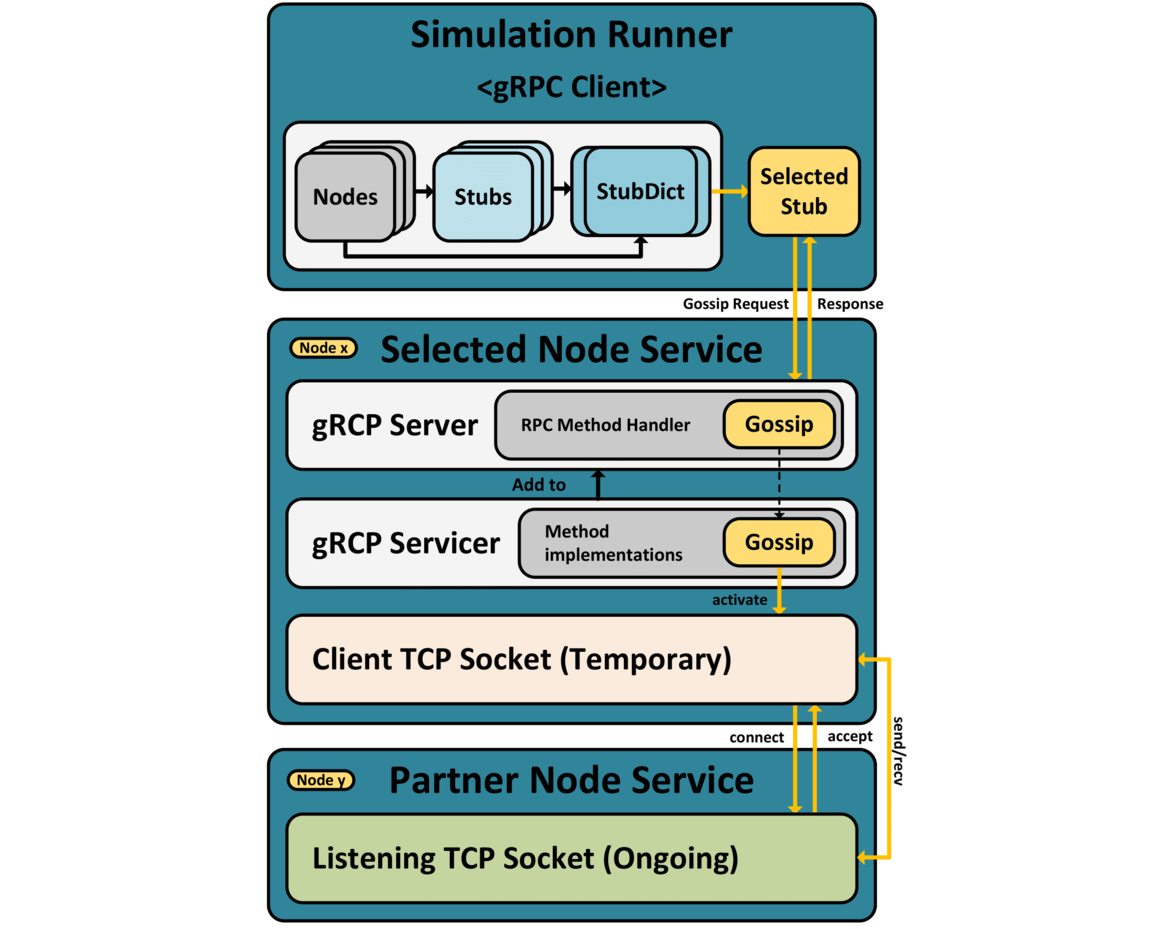 Simulation Runner
<gRPC Client>
Nodes
Stubs
StubDict
Selected
Stub
Gossip Request
Response
Node x
Selected Node Service
gRCP Server
RPC Method Handler
Gossip
Add to
gRCP Servicer
Method
implementations
Gossip
activate
Client TCP Socket (Temporary)
connect
accept
send/recv
Node y
Partner Node Service
Listening TCP Socket (Ongoing)